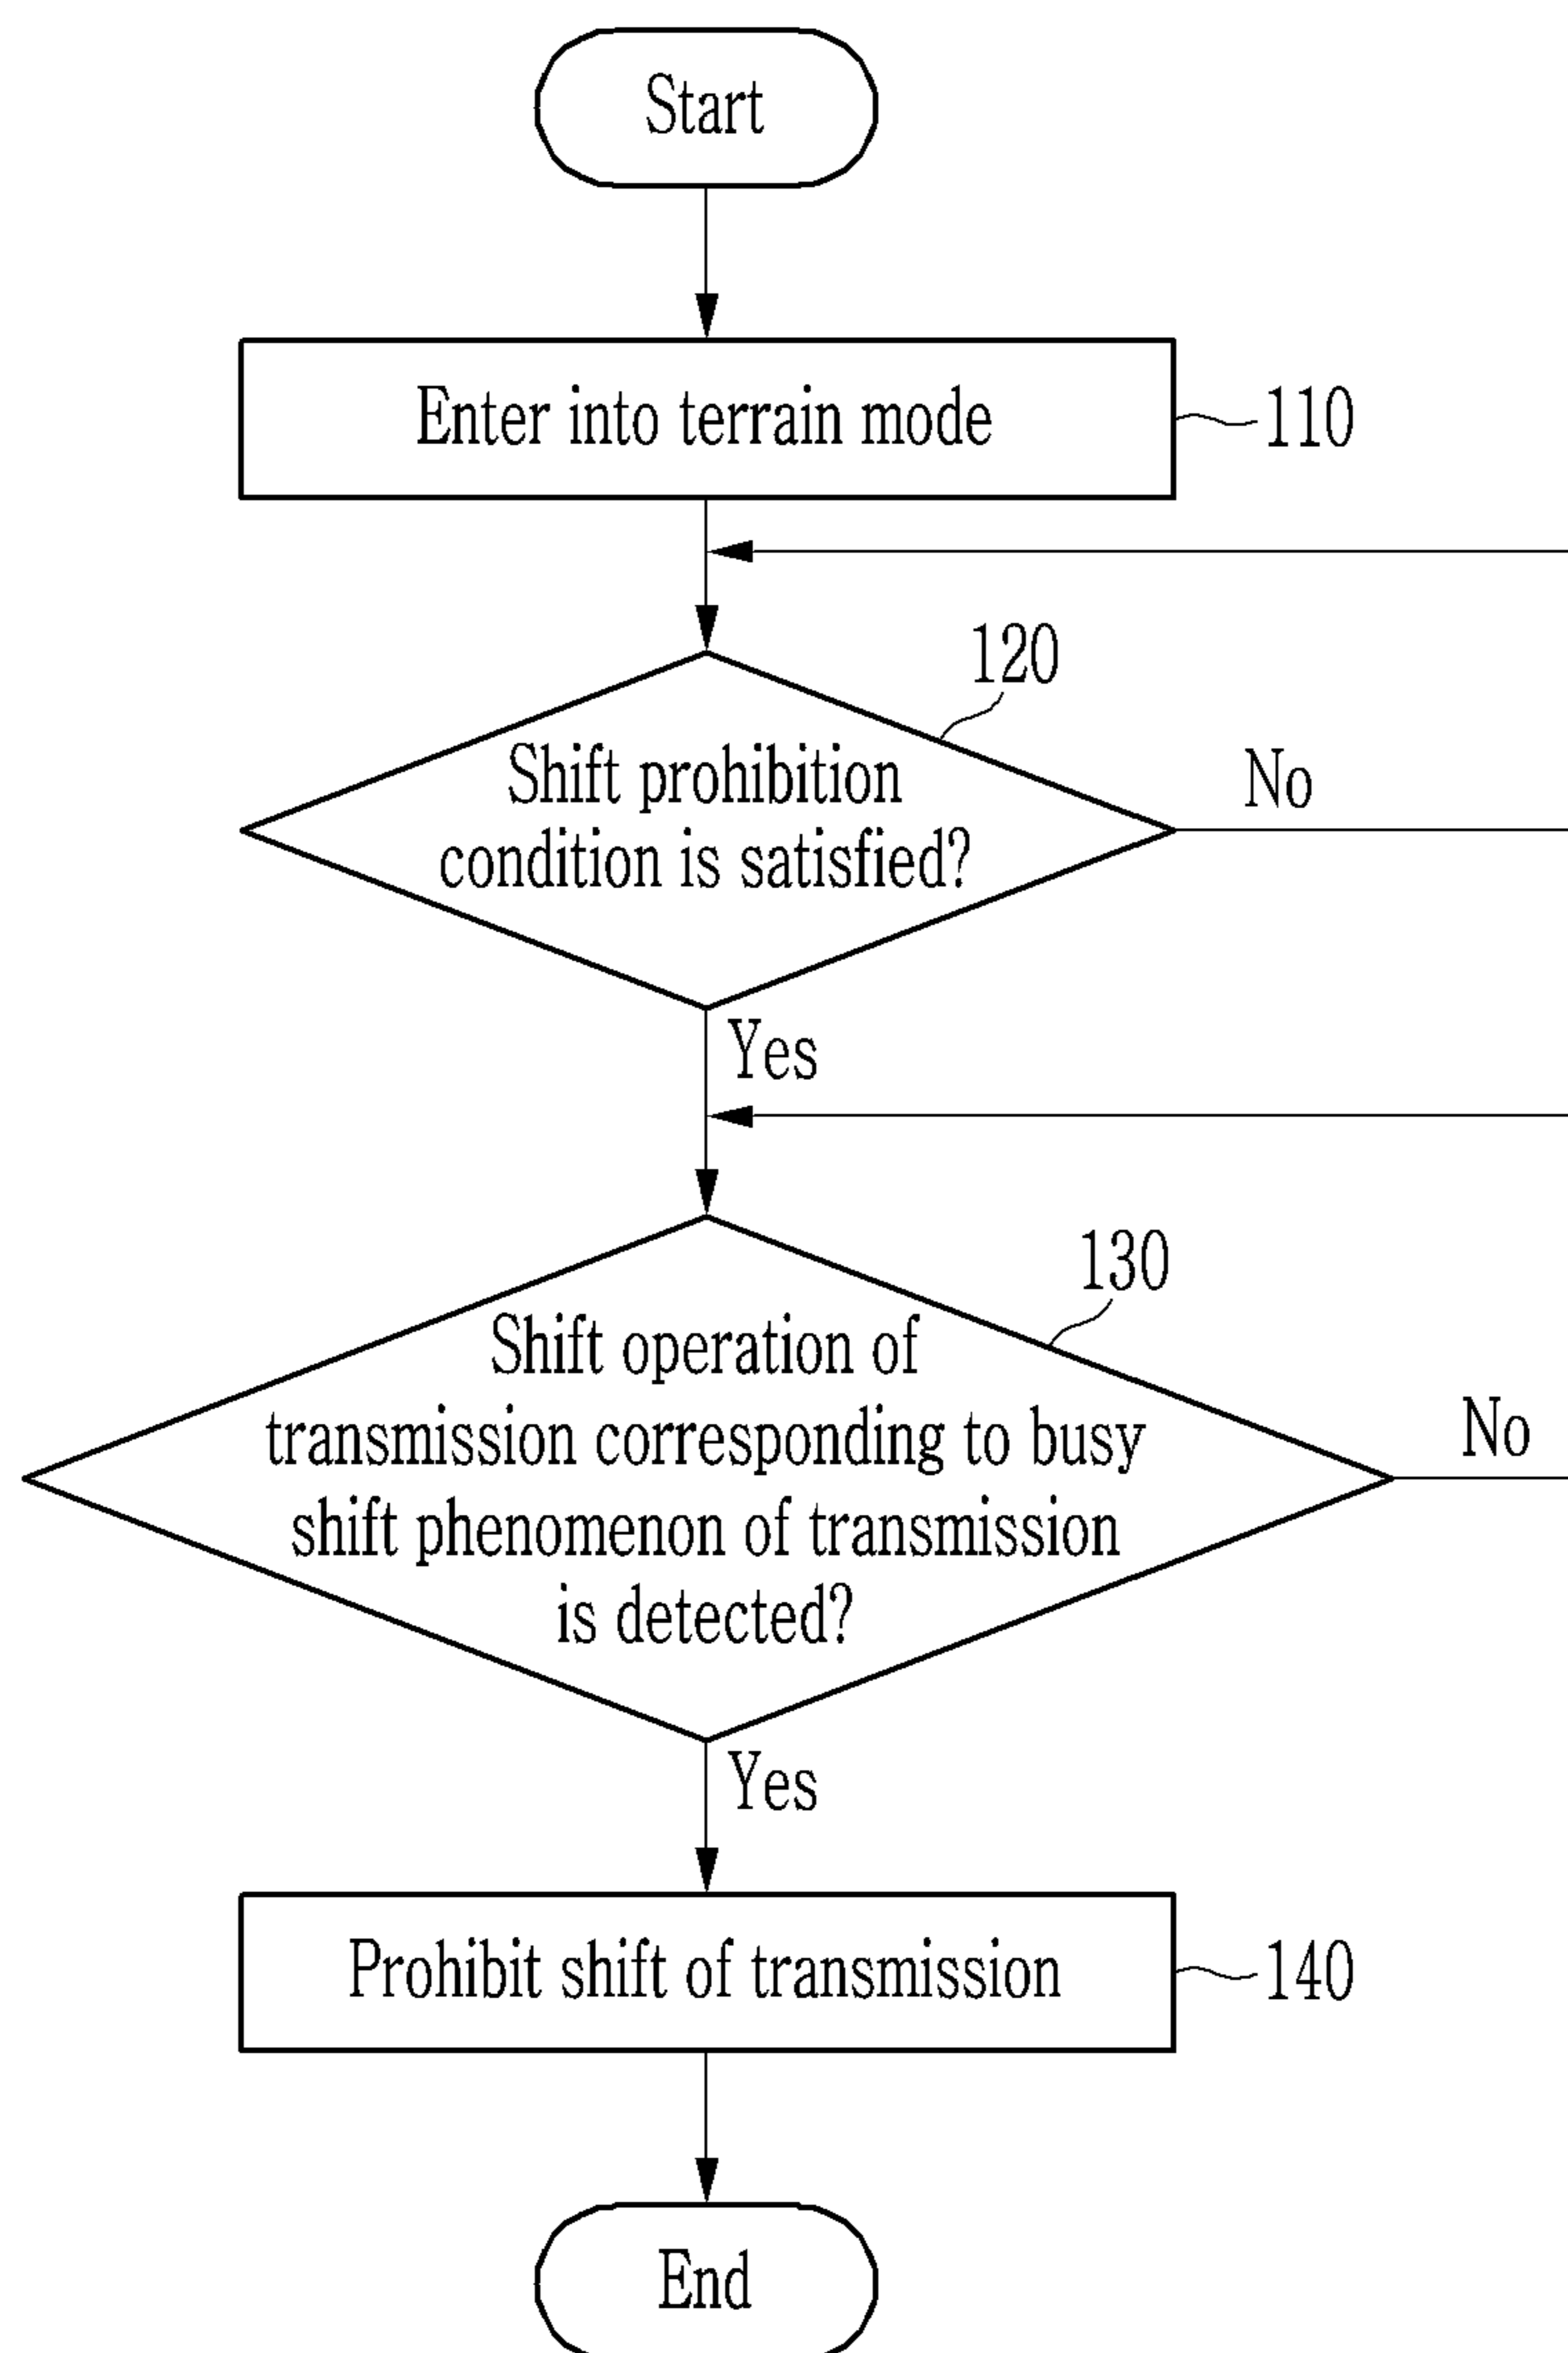 Start
Enter into terrain mode
110
120
Shift prohibition
condition is satisfied?
No
Yes
130
Shift operation of
transmission corresponding to busy
shift phenomenon of transmission
is detected?
No
Yes
Prohibit shift of transmission
140
End